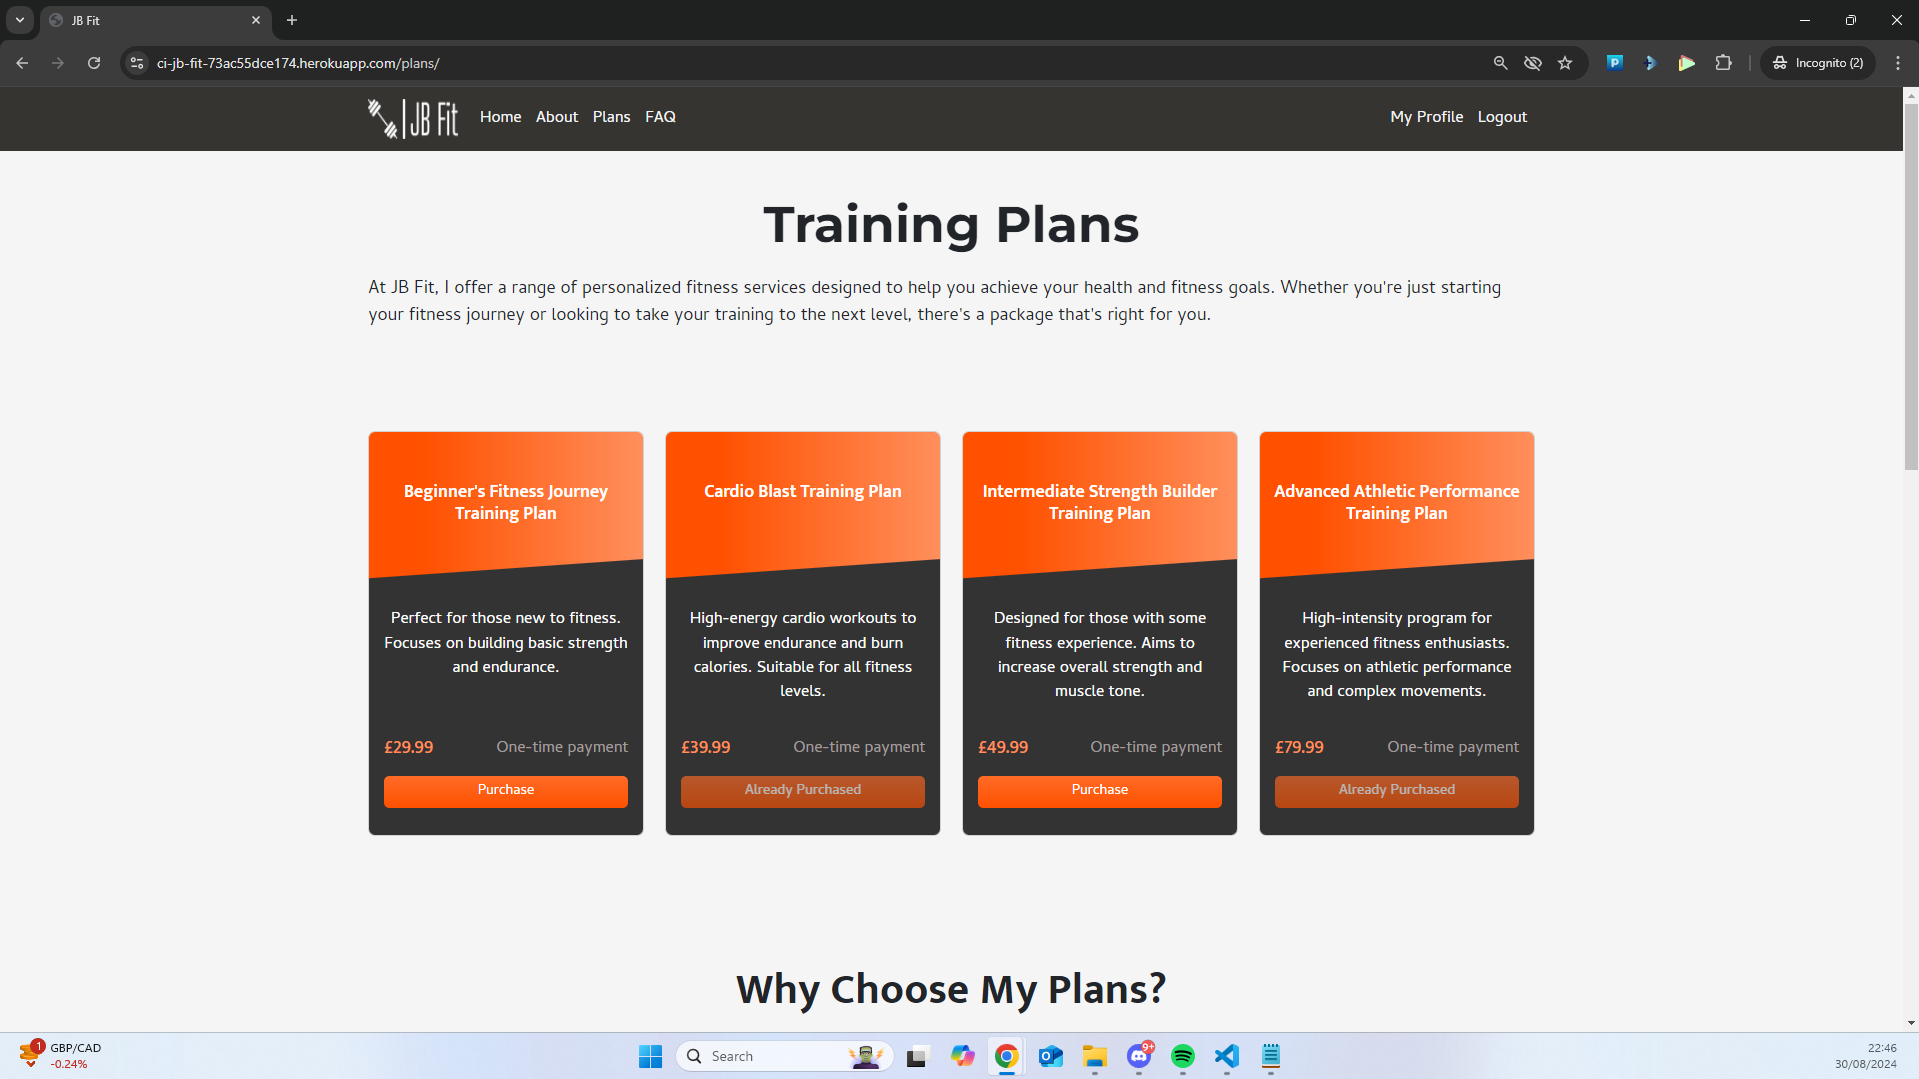 JB Fit
ci-jb-fit-73ac55dce174.herokuapp.com/plans/
Incognito (2)
JB Fit
Home
About
Plans
FAQ
My Profile
Logout
Training Plans
At JB Fit, I offer a range of personalized fitness services designed to help you achieve your health and fitness goals. Whether you're just starting
your fitness journey or looking to take your training to the next level, there's a package that's right for you.
Beginner's Fitness Journey
Training Plan
Perfect for those new to fitness.
Focuses on building basic strength
and endurance.
£29.99
One-time payment
Purchase
Cardio Blast Training Plan
High-energy cardio workouts to
improve endurance and burn
calories. Suitable for all fitness
levels.
£39.99
One-time payment
Already Purchased
Intermediate Strength Builder
Training Plan
Designed for those with some
fitness experience. Aims to
increase overall strength and
muscle tone.
£49.99
One-time payment
Purchase
Advanced Athletic Performance
Training Plan
High-intensity program for
experienced fitness enthusiasts.
Focuses on athletic performance
and complex movements.
£79.99
One-time payment
Already Purchased
Why Choose My Plans?
1
GBP/CAD
-0.24%
Search
9+
22:46
30/08/2024